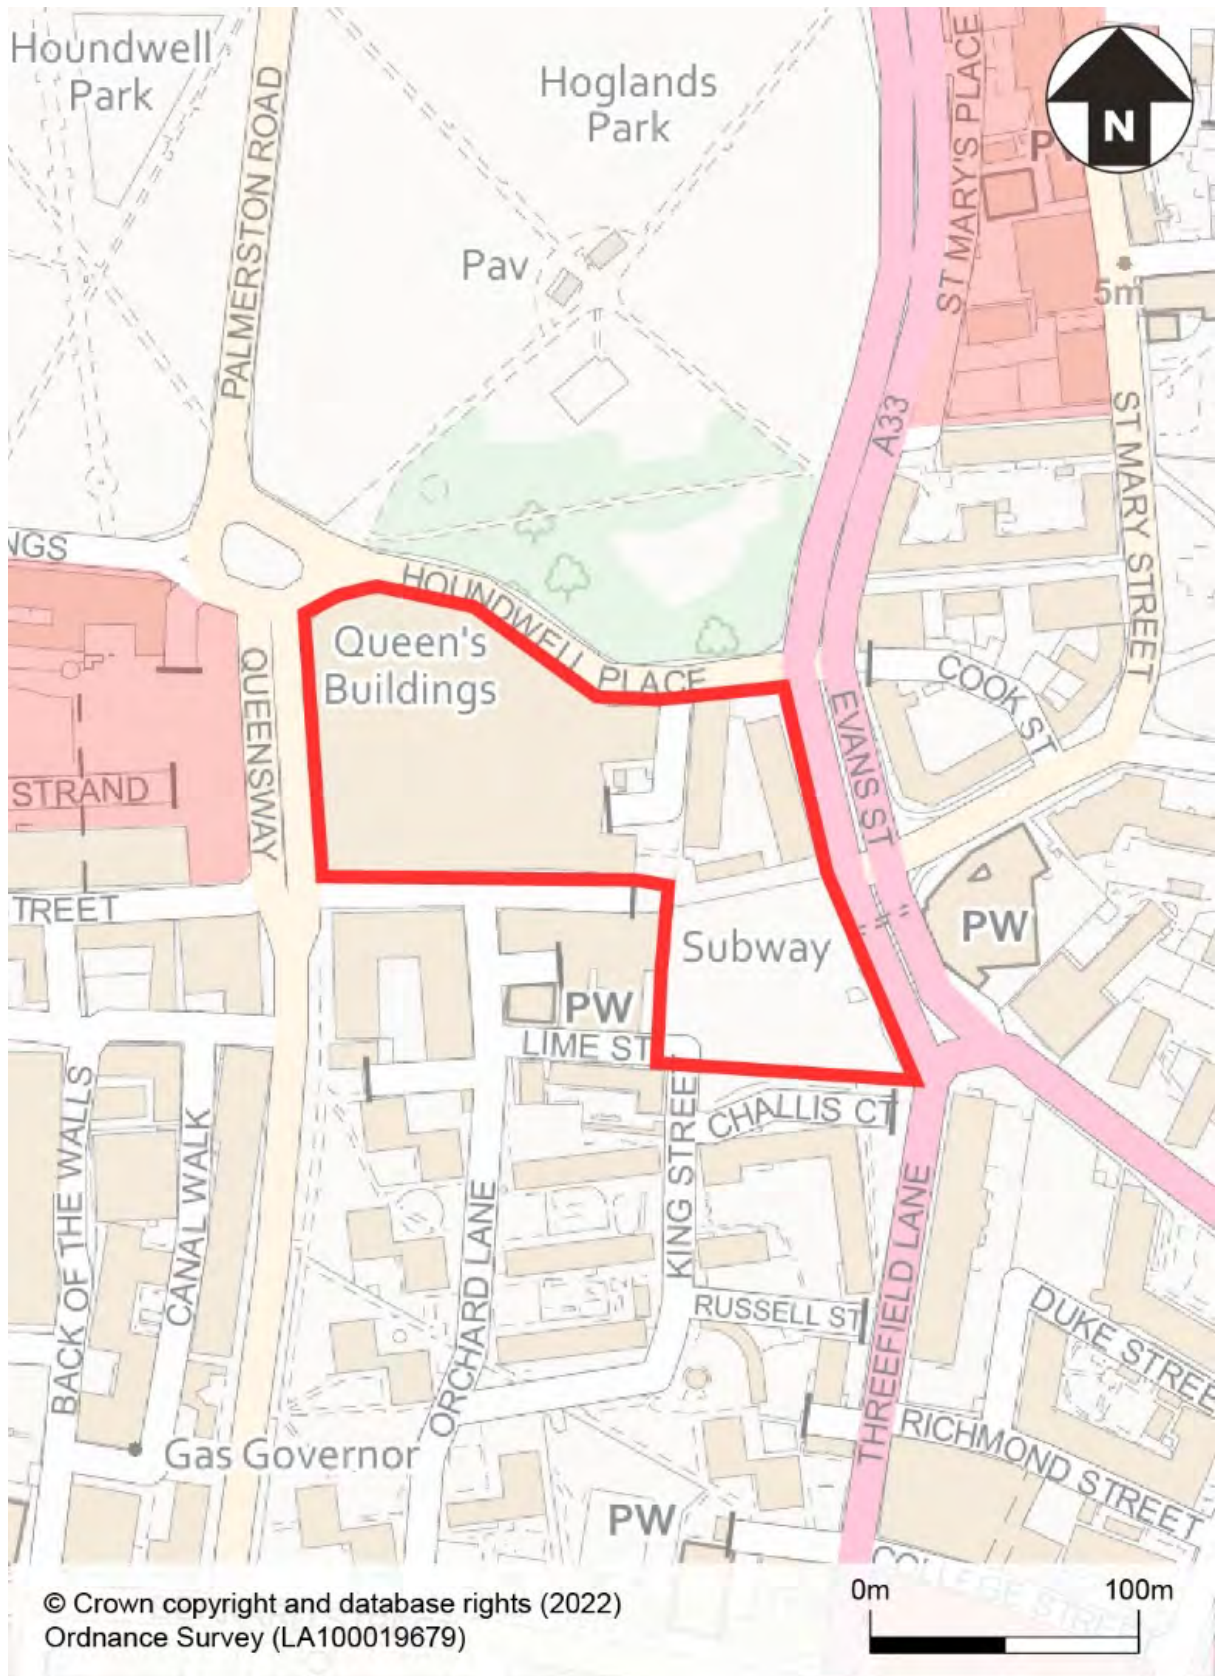 Houndwell
Park
PALMERSTON ROAD
Hoglands
Park
ST MARY'S PLACE
N
Pav
5m
A33
ST MARY STREET
NGS
HOUNDWELL PLACE
Queen's
Buildings
QUEENSWAY
STRAND
COOK ST
EVANS ST
TREET
Subway
PW
PW
LIME ST
CHALLIS CT
KING STREE
BACK OF THE WALLS
CANAL WALK
ORCHARD LANE
THREEFIELD LANE
RUSSELL ST
DUKE STREE
RICHMOND STREET
Gas Governor
PW
COLLEGE STREET
0m
100m
© Crown copyright and database rights (2022)
Ordnance Survey (LA100019679)